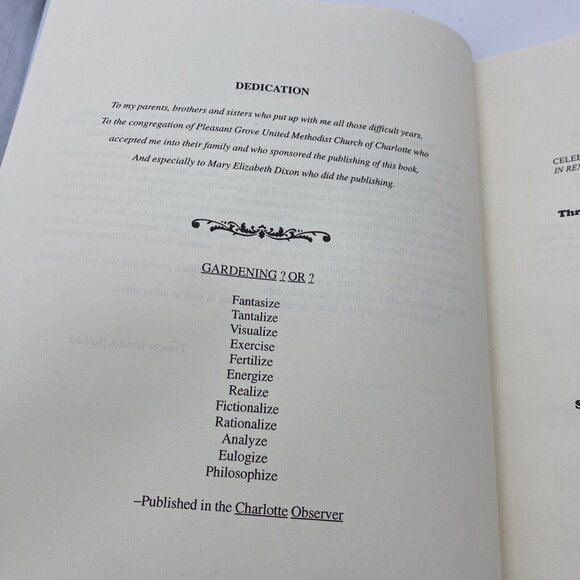 DEDICATION
To my parents, brothers and sisters who put up with me all those difficult years,
To the congregation of Pleasant Grove United Methodist Church of Charlotte who
accepted me into their family and who sponsored the publishing of this book,
And especially to Mary Elizabeth Dixon who did the publishing.
GARDENING ? OR ?
Fantasize
Tantalize
Visualize
Exercise
Fertilize
Energize
Realize
Fictionalize
Rationalize
Analyze
Eulogize
Philosophize
–Published in the Charlotte Observer
IN